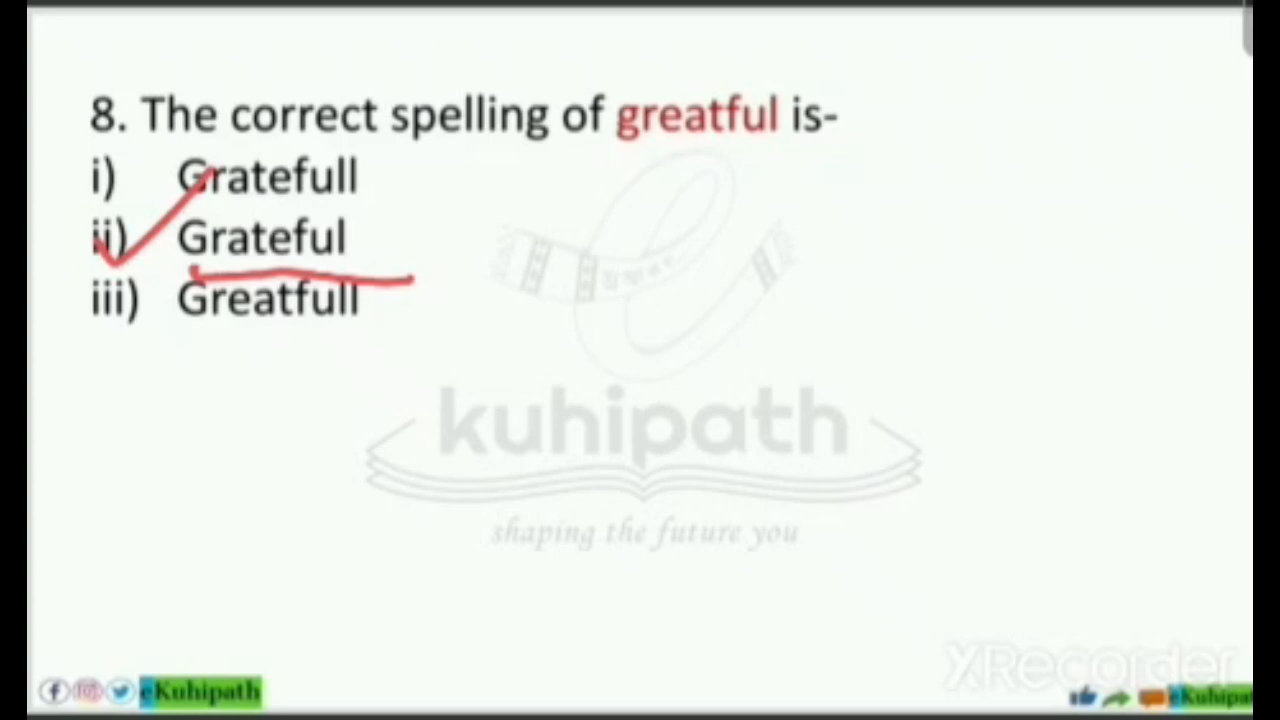 8. The correct spelling of greatful is-
i) Gratefull
ii) Grateful
iii) Greatfull
kuhipath
shaping the future you
XRecorder
eKuhipath
eKuhipat